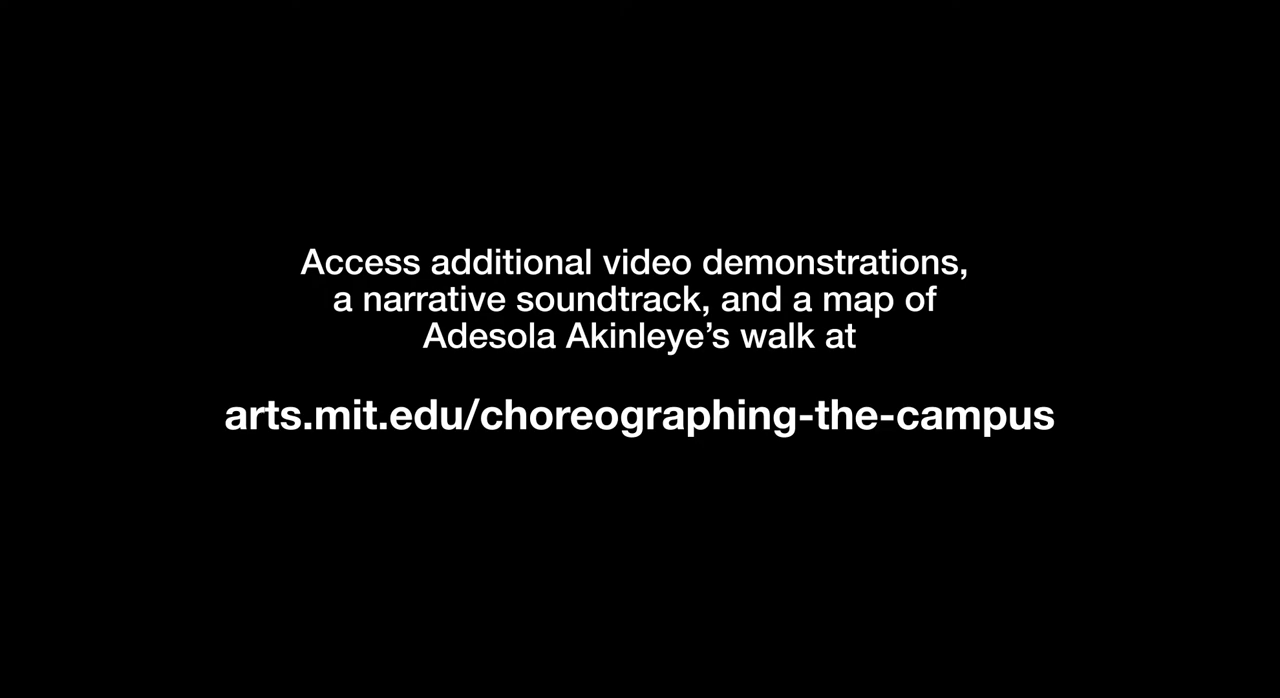 Access additional video demonstrations,
a narrative soundtrack, and a map of
Adesola Akinleye’s walk at
arts.mit.edu/choreographing-the-campus